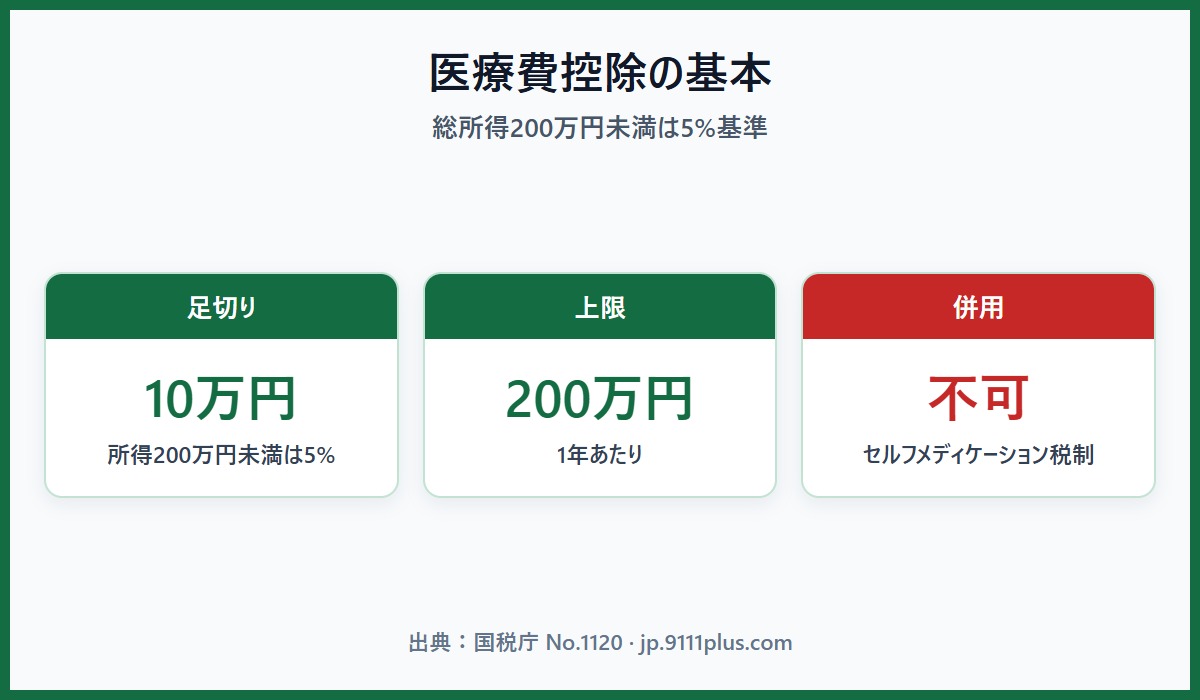 医療費控除の基本
総所得200万円未満は5%基準
足切り
10万円
所得200万円未満は5%
上限
200万円
1年あたり
併用
不可
セルフメディケーション税制
出典：国税庁 No.1120 · jp.9111plus.com